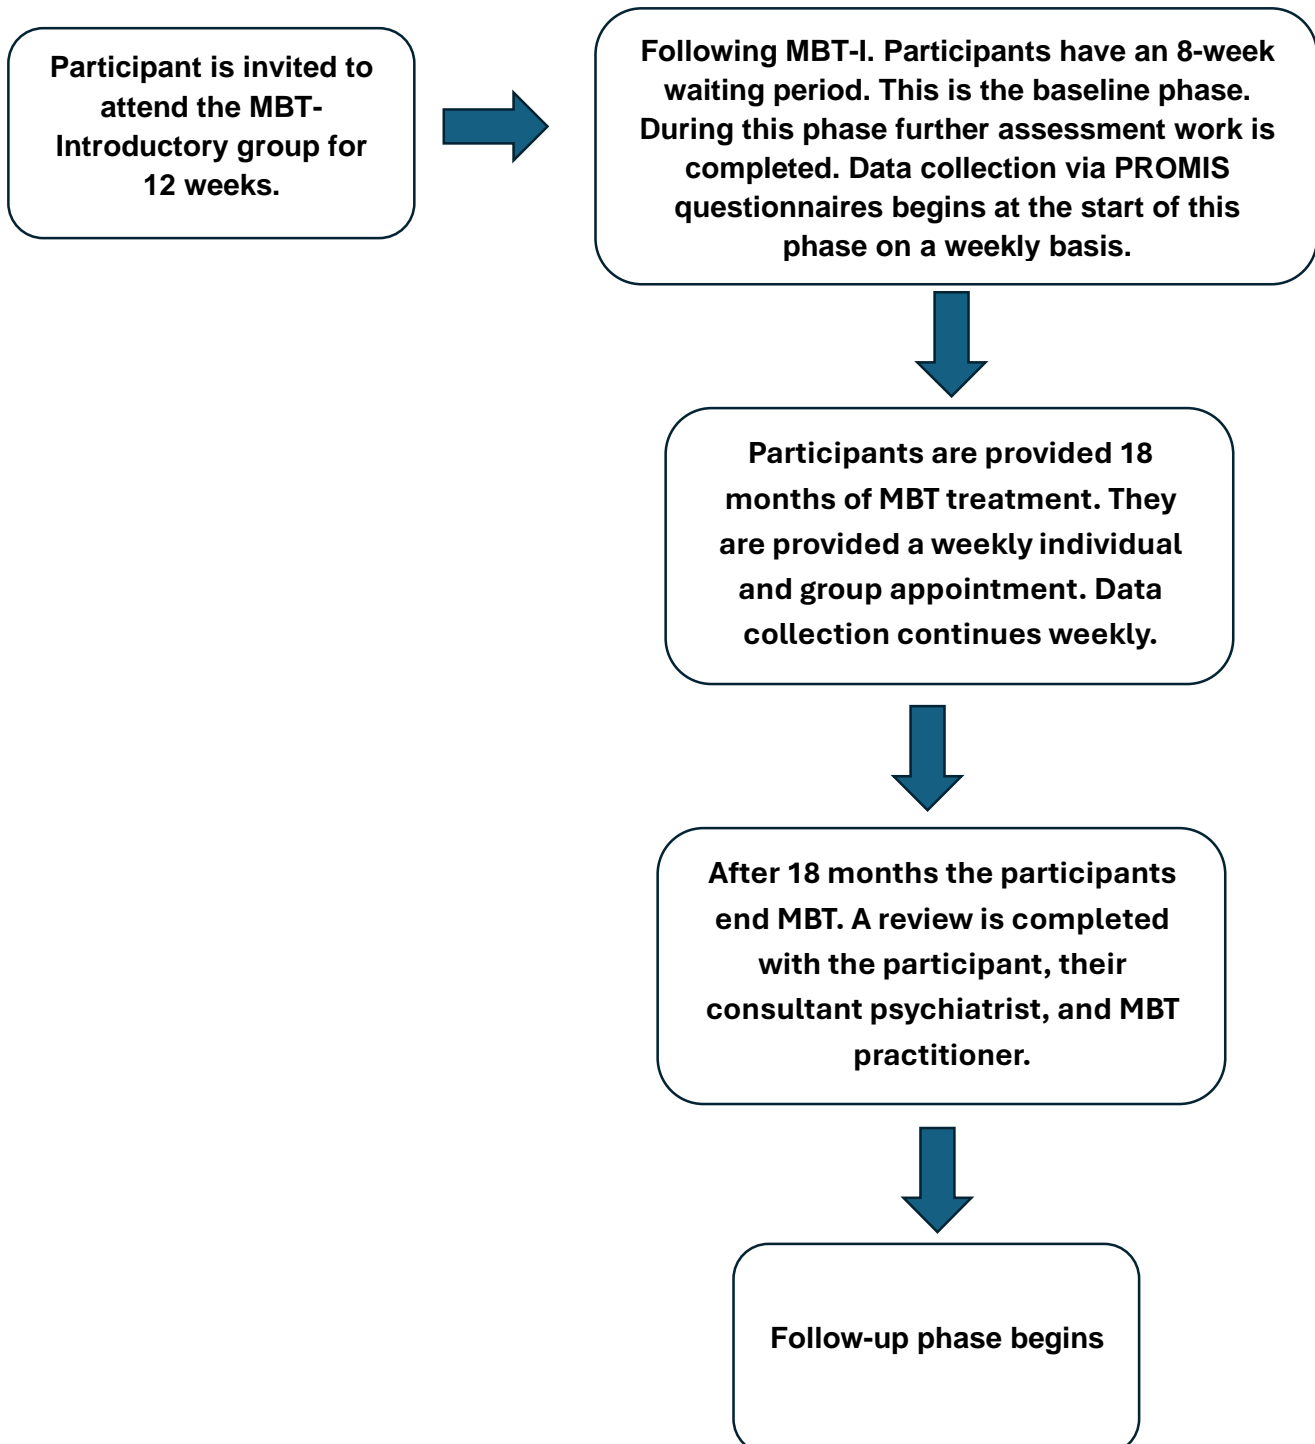 Participant is invited to
attend the MBT-
Introductory group for
12 weeks.
Following MBT-I. Participants have an 8-week
waiting period. This is the baseline phase.
During this phase further assessment work is
completed. Data collection via PROMIS
questionnaires begins at the start of this
phase on a weekly basis.
Participants are provided 18
months of MBT treatment. They
are provided a weekly individual
and group appointment. Data
collection continues weekly.
After 18 months the participants
end MBT. A review is completed
with the participant, their
consultant psychiatrist, and MBT
practitioner.
Follow-up phase begins